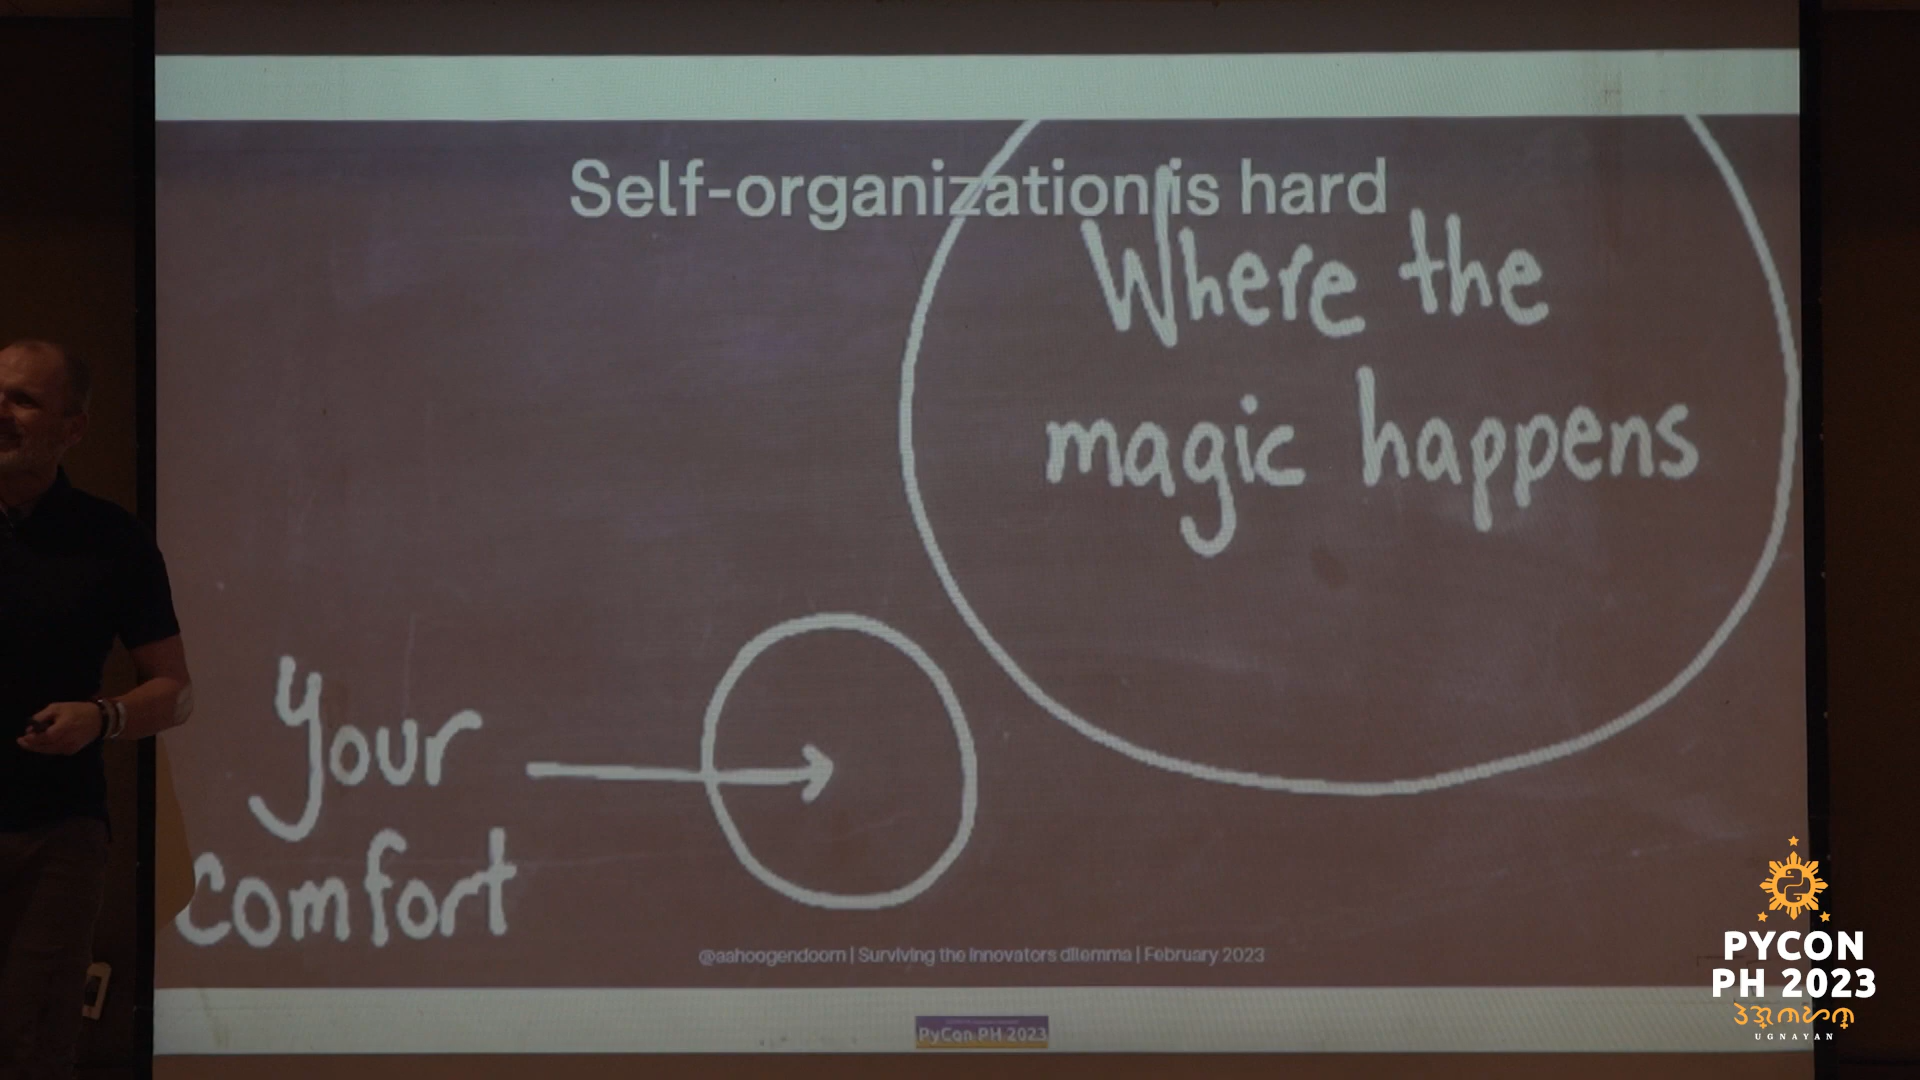 Self-organization is hard
Where the
magic happens
your
comfort
@aahoogendoorn | Surviving the innovators dilemma | February 2023
PyCon PH 2023
PYCON
PH 2023
UGNAYAN